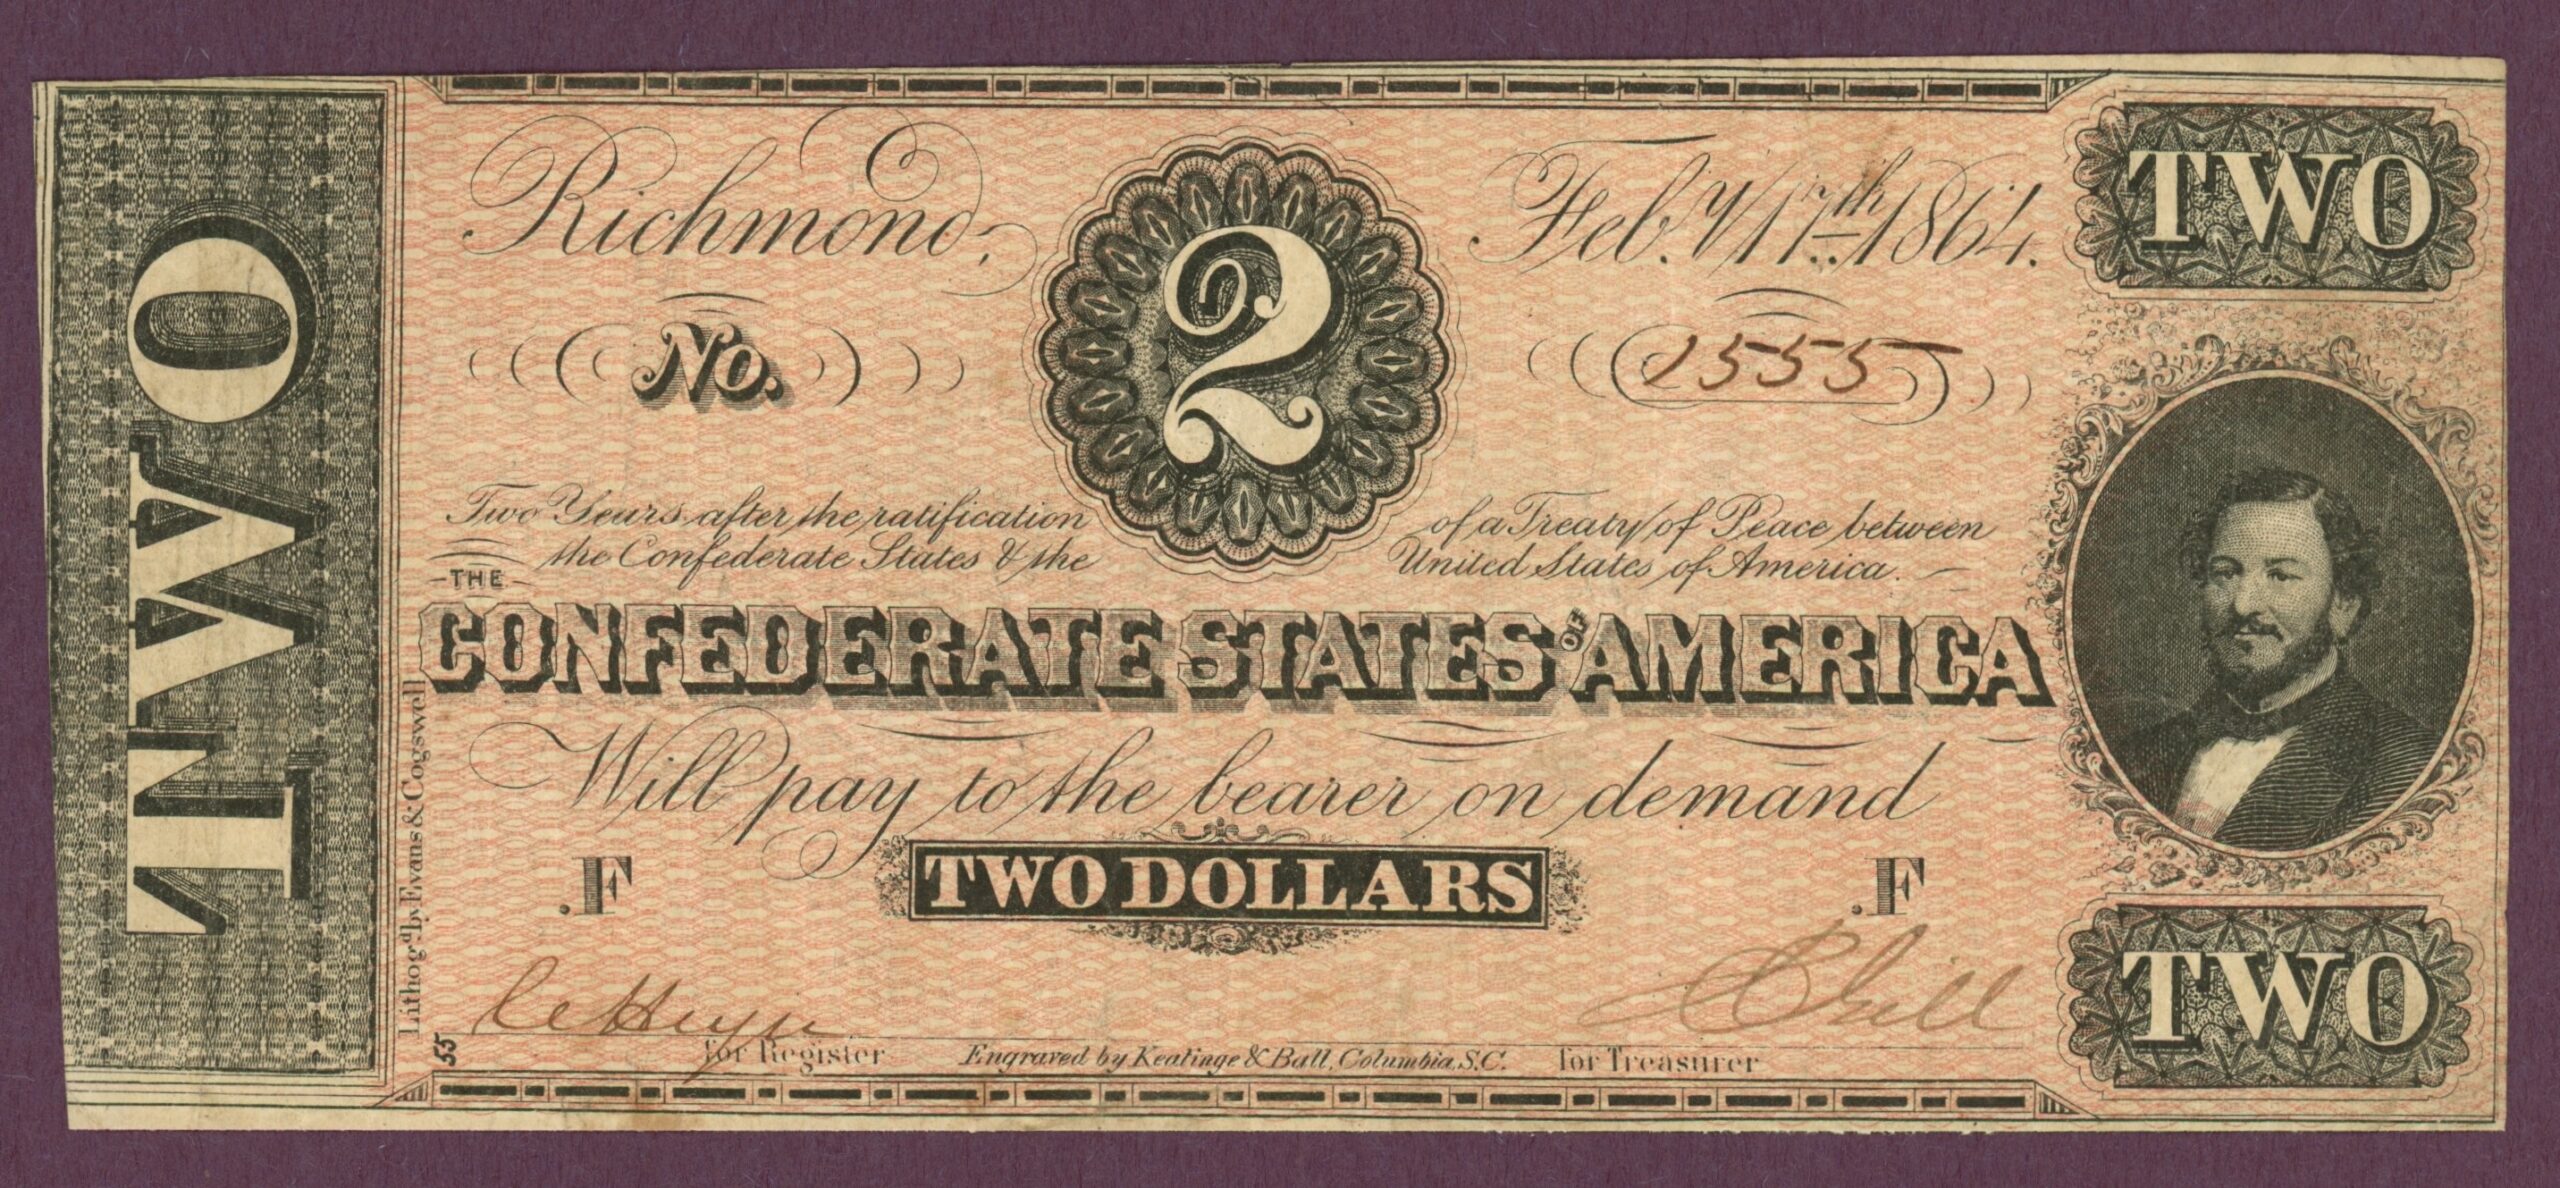 TWO
Richmond, Feb.y 17th 1864.
2
TWO
No. 1555
Two Years after the ratification of a Treaty of Peace between
the Confederate States & the United States of America.
THE
CONFEDERATE STATES OF AMERICA
Will pay to the bearer on demand
TWO DOLLARS
.F .F
Lithogd by Evans & Cogswell
TWO
55
for Register Engraved by Keatinge & Ball, Columbia, S.C. for Treasurer